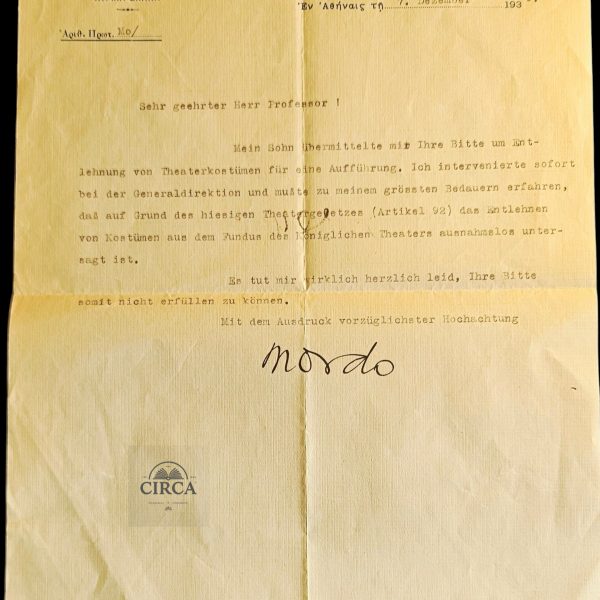 Ἐν Ἀθήναις τῇ 7. Dezember 193
Ἀριθ. Πρωτ. Mo/
Sehr geehrter Herr Professor !
Mein Sohn übermittelte mir Ihre Bitte um Ent-
lehnung von Theaterkostümen für eine Aufführung. Ich intervenierte sofort
bei der Generaldirektion und mußte zu meinem grössten Bedauern erfahren,
daß auf Grund des hiesigen Theatergesetzes (Artikel 92) das Entlehnen
von Kostümen aus dem Fundus des Königlichen Theaters ausnahmslos unter-
sagt ist.
Es tut mir wirklich herzlich leid, Ihre Bitte
somit nicht erfüllen zu können.
Mit dem Ausdruck vorzüglichster Hochachtung
Mordo
CIRCA